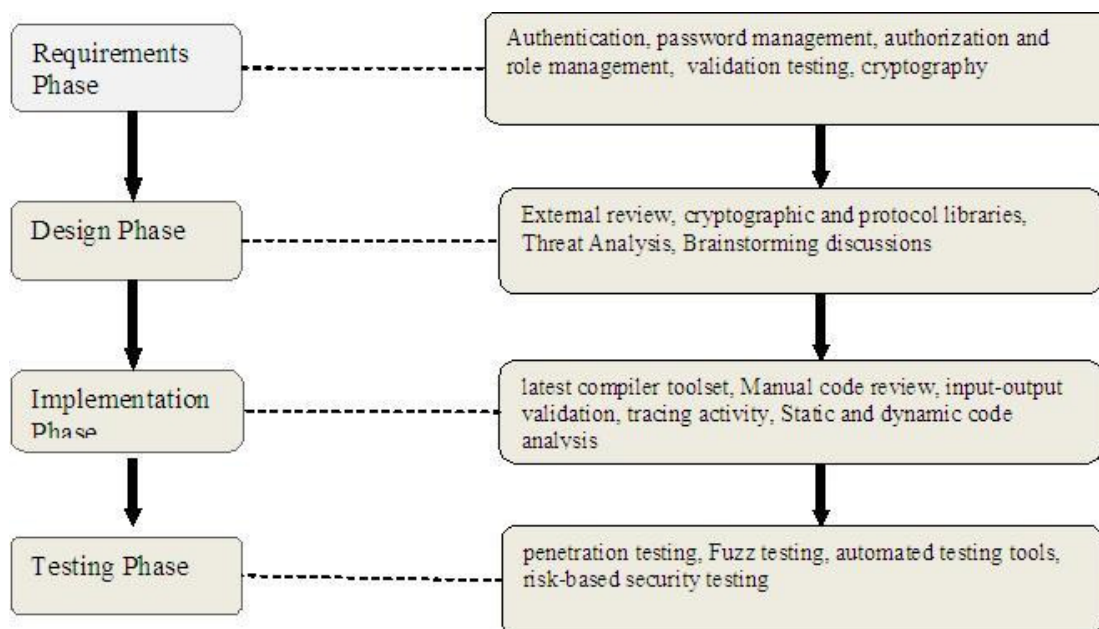 Requirements
Phase
Authentication, password management, authorization and
role management, validation testing, cryptography
Design Phase
External review, cryptographic and protocol libraries,
Threat Analysis, Brainstorming discussions
Implementation
Phase
latest compiler toolset, Manual code review, input-output
validation, tracing activity, Static and dynamic code
analysis
Testing Phase
penetration testing, Fuzz testing, automated testing tools,
risk-based security testing